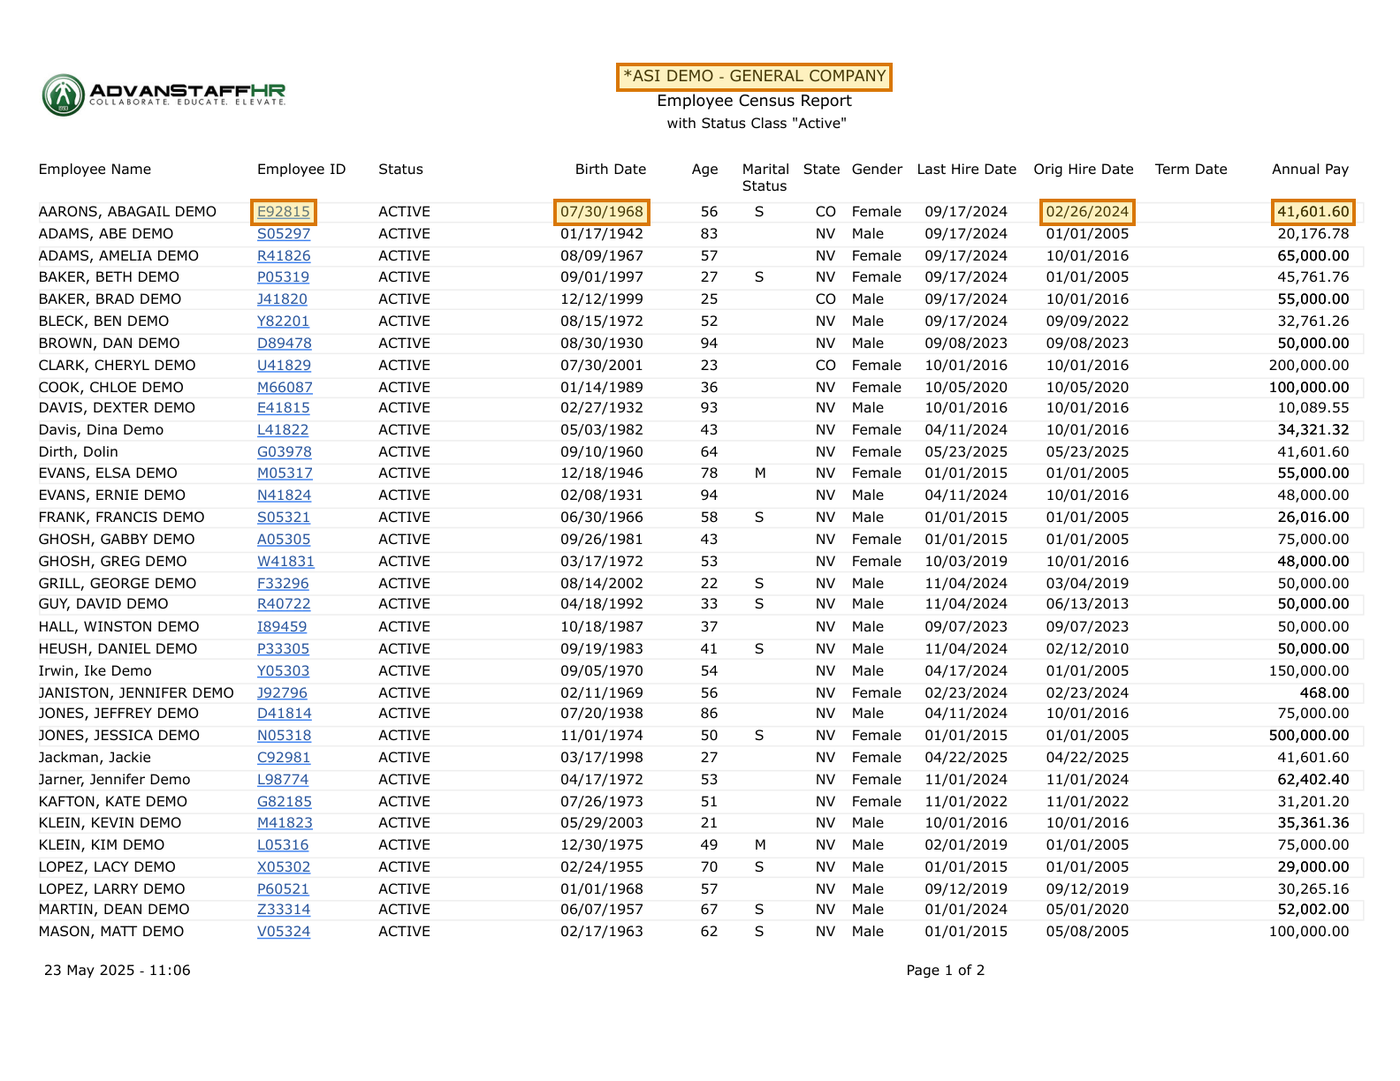 ADVANSTAFFHR
COLLABORATE. EDUCATE. ELEVATE.
*ASI DEMO - GENERAL COMPANY
Employee Census Report
with Status Class "Active"
Employee Name Employee ID Status Birth Date Age Marital Status State Gender Last Hire Date Orig Hire Date Term Date Annual Pay
AARONS, ABAGAIL DEMO E92815 ACTIVE 07/30/1968 56 S CO Female 09/17/2024 02/26/2024 41,601.60
ADAMS, ABE DEMO S05297 ACTIVE 01/17/1942 83 NV Male 09/17/2024 01/01/2005 20,176.78
ADAMS, AMELIA DEMO R41826 ACTIVE 08/09/1967 57 NV Female 09/17/2024 10/01/2016 65,000.00
BAKER, BETH DEMO P05319 ACTIVE 09/01/1997 27 S NV Female 09/17/2024 01/01/2005 45,761.76
BAKER, BRAD DEMO J41820 ACTIVE 12/12/1999 25 CO Male 09/17/2024 10/01/2016 55,000.00
BLECK, BEN DEMO Y82201 ACTIVE 08/15/1972 52 NV Male 09/17/2024 09/09/2022 32,761.26
BROWN, DAN DEMO D89478 ACTIVE 08/30/1930 94 NV Male 09/08/2023 09/08/2023 50,000.00
CLARK, CHERYL DEMO U41829 ACTIVE 07/30/2001 23 CO Female 10/01/2016 10/01/2016 200,000.00
COOK, CHLOE DEMO M66087 ACTIVE 01/14/1989 36 NV Female 10/05/2020 10/05/2020 100,000.00
DAVIS, DEXTER DEMO E41815 ACTIVE 02/27/1932 93 NV Male 10/01/2016 10/01/2016 10,089.55
Davis, Dina Demo L41822 ACTIVE 05/03/1982 43 NV Female 04/11/2024 10/01/2016 34,321.32
Dirth, Dolin G03978 ACTIVE 09/10/1960 64 NV Female 05/23/2025 05/23/2025 41,601.60
EVANS, ELSA DEMO M05317 ACTIVE 12/18/1946 78 M NV Female 01/01/2015 01/01/2005 55,000.00
EVANS, ERNIE DEMO N41824 ACTIVE 02/08/1931 94 NV Male 04/11/2024 10/01/2016 48,000.00
FRANK, FRANCIS DEMO S05321 ACTIVE 06/30/1966 58 S NV Male 01/01/2015 01/01/2005 26,016.00
GHOSH, GABBY DEMO A05305 ACTIVE 09/26/1981 43 NV Female 01/01/2015 01/01/2005 75,000.00
GHOSH, GREG DEMO W41831 ACTIVE 03/17/1972 53 NV Female 10/03/2019 10/01/2016 48,000.00
GRILL, GEORGE DEMO F33296 ACTIVE 08/14/2002 22 S NV Male 11/04/2024 03/04/2019 50,000.00
GUY, DAVID DEMO R40722 ACTIVE 04/18/1992 33 S NV Male 11/04/2024 06/13/2013 50,000.00
HALL, WINSTON DEMO I89459 ACTIVE 10/18/1987 37 NV Male 09/07/2023 09/07/2023 50,000.00
HEUSH, DANIEL DEMO P33305 ACTIVE 09/19/1983 41 S NV Male 11/04/2024 02/12/2010 50,000.00
Irwin, Ike Demo Y05303 ACTIVE 09/05/1970 54 NV Male 04/17/2024 01/01/2005 150,000.00
JANISTON, JENNIFER DEMO J92796 ACTIVE 02/11/1969 56 NV Female 02/23/2024 02/23/2024 468.00
JONES, JEFFREY DEMO D41814 ACTIVE 07/20/1938 86 NV Male 04/11/2024 10/01/2016 75,000.00
JONES, JESSICA DEMO N05318 ACTIVE 11/01/1974 50 S NV Female 01/01/2015 01/01/2005 500,000.00
Jackman, Jackie C92981 ACTIVE 03/17/1998 27 NV Female 04/22/2025 04/22/2025 41,601.60
Jarner, Jennifer Demo L98774 ACTIVE 04/17/1972 53 NV Female 11/01/2024 11/01/2024 62,402.40
KAFTON, KATE DEMO G82185 ACTIVE 07/26/1973 51 NV Female 11/01/2022 11/01/2022 31,201.20
KLEIN, KEVIN DEMO M41823 ACTIVE 05/29/2003 21 NV Male 10/01/2016 10/01/2016 35,361.36
KLEIN, KIM DEMO L05316 ACTIVE 12/30/1975 49 M NV Male 02/01/2019 01/01/2005 75,000.00
LOPEZ, LACY DEMO X05302 ACTIVE 02/24/1955 70 S NV Male 01/01/2015 01/01/2005 29,000.00
LOPEZ, LARRY DEMO P60521 ACTIVE 01/01/1968 57 NV Male 09/12/2019 09/12/2019 30,265.16
MARTIN, DEAN DEMO Z33314 ACTIVE 06/07/1957 67 S NV Male 01/01/2024 05/01/2020 52,002.00
MASON, MATT DEMO V05324 ACTIVE 02/17/1963 62 S NV Male 01/01/2015 05/08/2005 100,000.00
23 May 2025 - 11:06 Page 1 of 2